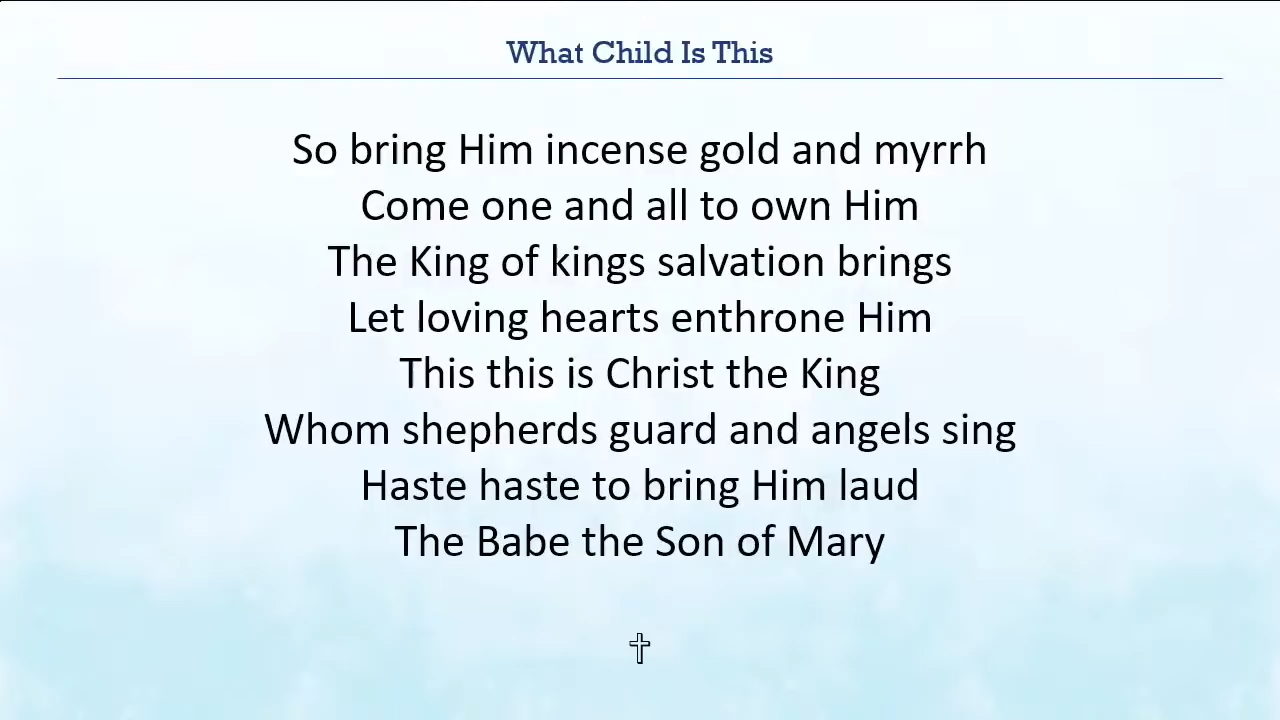 What Child Is This
So bring Him incense gold and myrrh
Come one and all to own Him
The King of kings salvation brings
Let loving hearts enthrone Him
This this is Christ the King
Whom shepherds guard and angels sing
Haste haste to bring Him laud
The Babe the Son of Mary